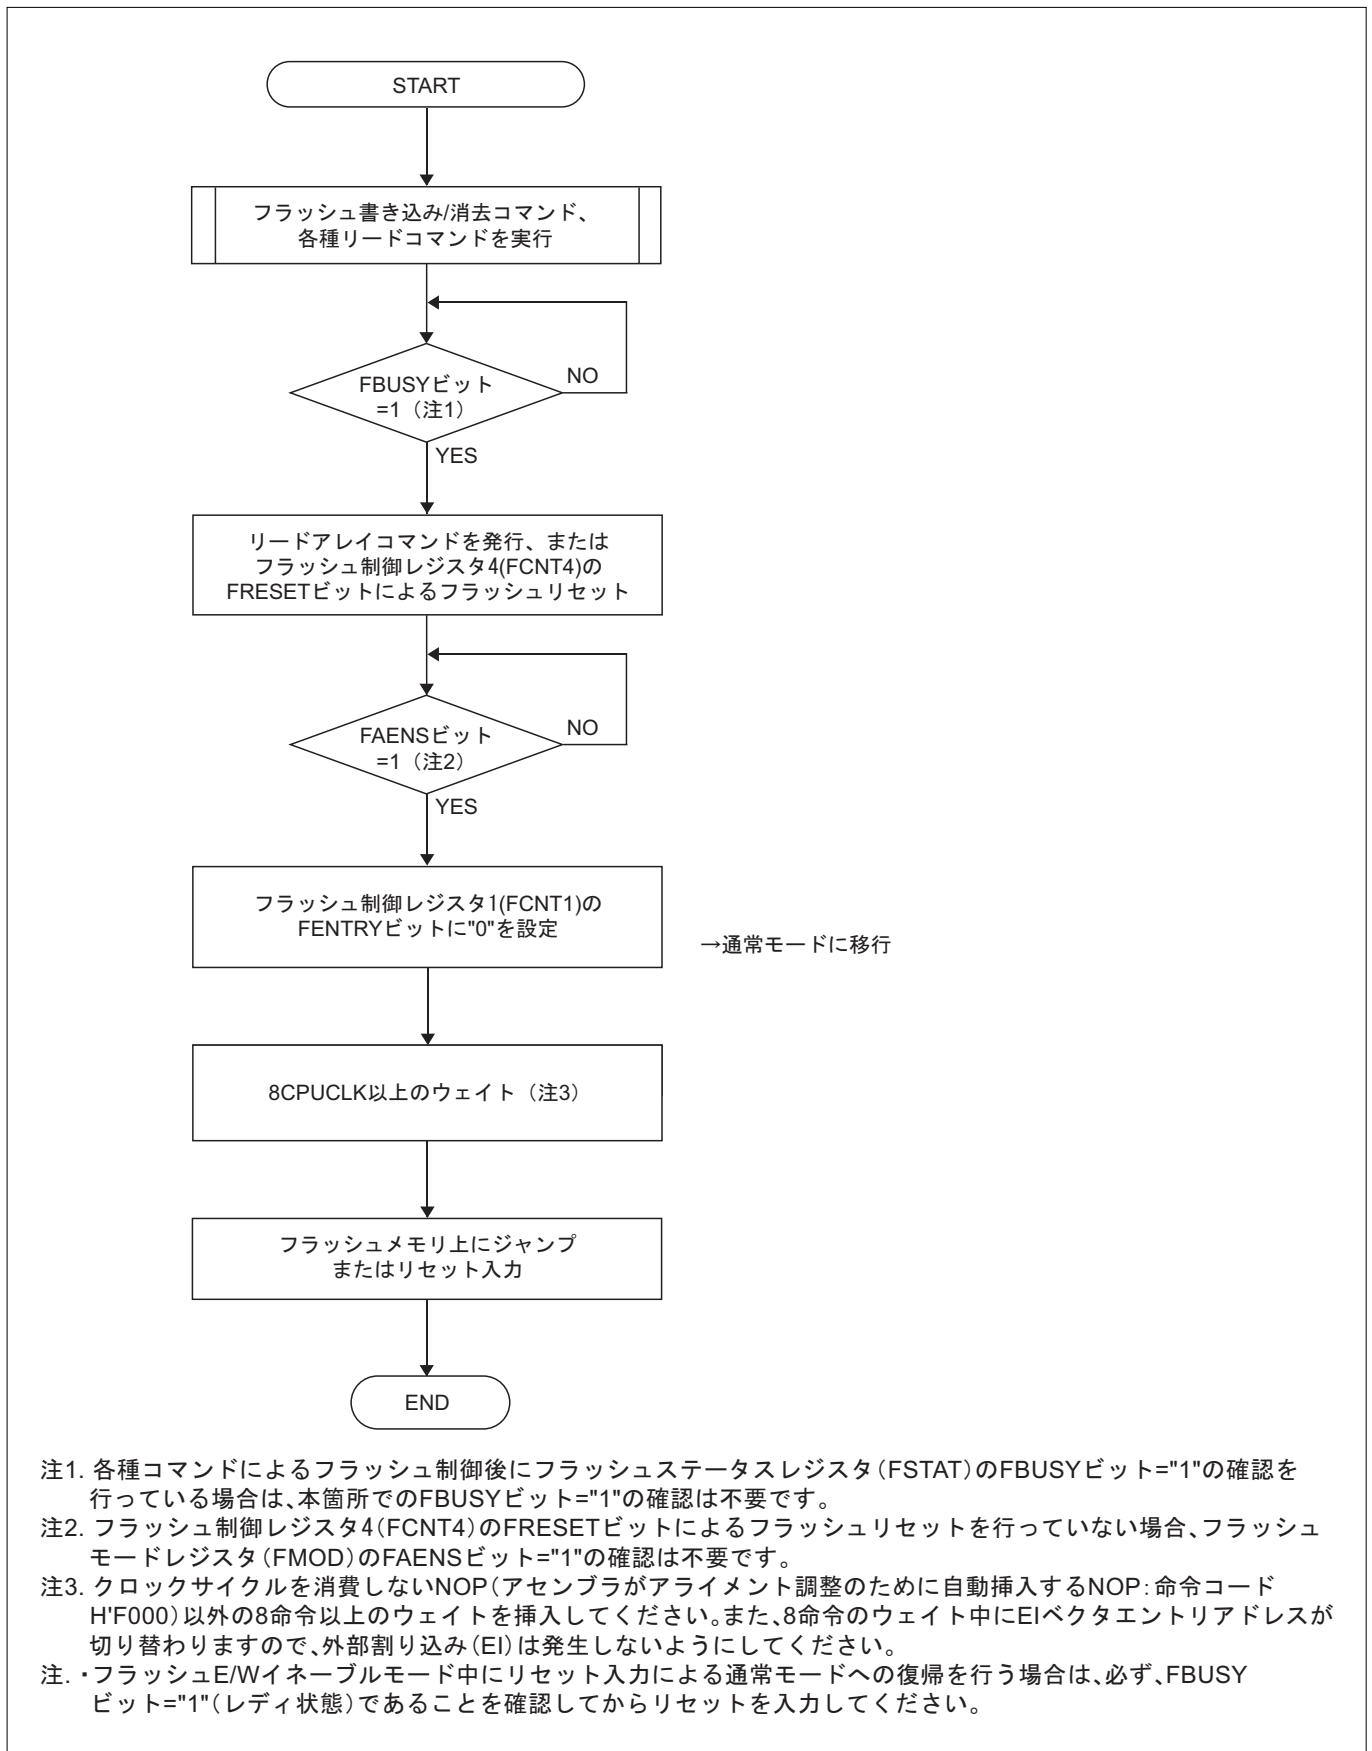 START
フラッシュ書き込み/消去コマンド、
各種リードコマンドを実行
FBUSYビット
=1（注1）
NO
YES
リードアレイコマンドを発行、または
フラッシュ制御レジスタ4(FCNT4)の
FRESETビットによるフラッシュリセット
FAENSビット
=1（注2）
NO
YES
フラッシュ制御レジスタ1(FCNT1)の
FENTRYビットに"0"を設定
→通常モードに移行
8CPUCLK以上のウェイト（注3）
フラッシュメモリ上にジャンプ
またはリセット入力
END
注1. 各種コマンドによるフラッシュ制御後にフラッシュステータスレジスタ(FSTAT)のFBUSYビット="1"の確認を
行っている場合は、本箇所でのFBUSYビット="1"の確認は不要です。
注2. フラッシュ制御レジスタ4(FCNT4)のFRESETビットによるフラッシュリセットを行っていない場合、フラッシュ
モードレジスタ(FMOD)のFAENSビット="1"の確認は不要です。
注3. クロックサイクルを消費しないNOP(アセンブラがアライメント調整のために自動挿入するNOP:命令コード
H'F000)以外の8命令以上のウェイトを挿入してください。また、8命令のウェイト中にEIベクタエントリアドレスが
切り替わりますので、外部割り込み(EI)は発生しないようにしてください。
注. ・フラッシュE/Wイネーブルモード中にリセット入力による通常モードへの復帰を行う場合は、必ず、FBUSY
ビット="1"(レディ状態)であることを確認してからリセットを入力してください。